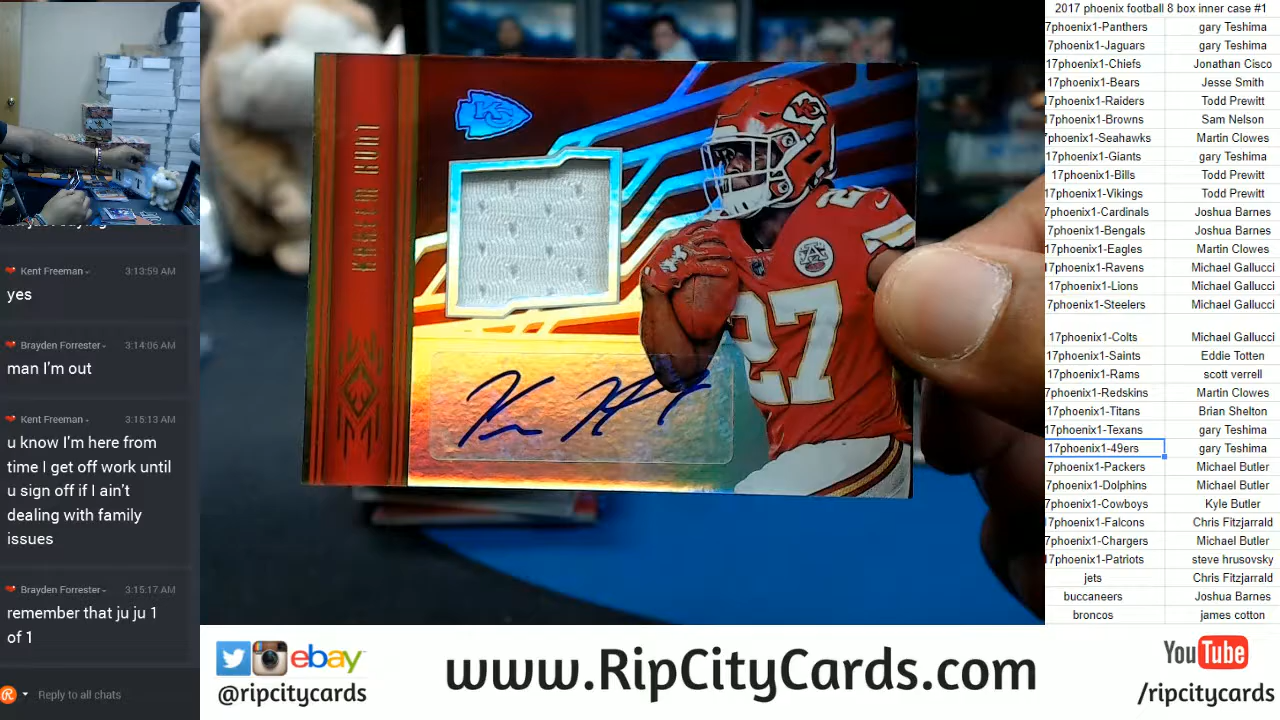 Kent Freeman
3:13:59 AM
yes
Brayden Forrester
3:14:06 AM
man I'm out
Kent Freeman
3:15:13 AM
u know I'm here from
time I get off work until
u sign off if I ain't
dealing with family
issues
Brayden Forrester
3:15:17 AM
remember that ju ju 1
of 1
Reply to all chats
KAREEM HUNT
KC
KC
27
27
2017 phoenix football 8 box inner case #1
7phoenix1-Panthers gary Teshima
7phoenix1-Jaguars gary Teshima
17phoenix1-Chiefs Jonathan Cisco
17phoenix1-Bears Jesse Smith
17phoenix1-Raiders Todd Prewitt
17phoenix1-Browns Sam Nelson
7phoenix1-Seahawks Martin Clowes
17phoenix1-Giants gary Teshima
17phoenix1-Bills Todd Prewitt
17phoenix1-Vikings Todd Prewitt
7phoenix1-Cardinals Joshua Barnes
17phoenix1-Bengals Joshua Barnes
17phoenix1-Eagles Martin Clowes
17phoenix1-Ravens Michael Gallucci
17phoenix1-Lions Michael Gallucci
17phoenix1-Steelers Michael Gallucci
17phoenix1-Colts Michael Gallucci
17phoenix1-Saints Eddie Totten
17phoenix1-Rams scott verrell
7phoenix1-Redskins Martin Clowes
17phoenix1-Titans Brian Shelton
17phoenix1-Texans gary Teshima
17phoenix1-49ers gary Teshima
17phoenix1-Packers Michael Butler
7phoenix1-Dolphins Michael Butler
7phoenix1-Cowboys Kyle Butler
17phoenix1-Falcons Chris Fitzjarrald
7phoenix1-Chargers Michael Butler
17phoenix1-Patriots steve hrusovsky
jets Chris Fitzjarrald
buccaneers Joshua Barnes
broncos james cotton
ebay
@ripcitycards
www.RipCityCards.com
YouTube
/ripcitycards